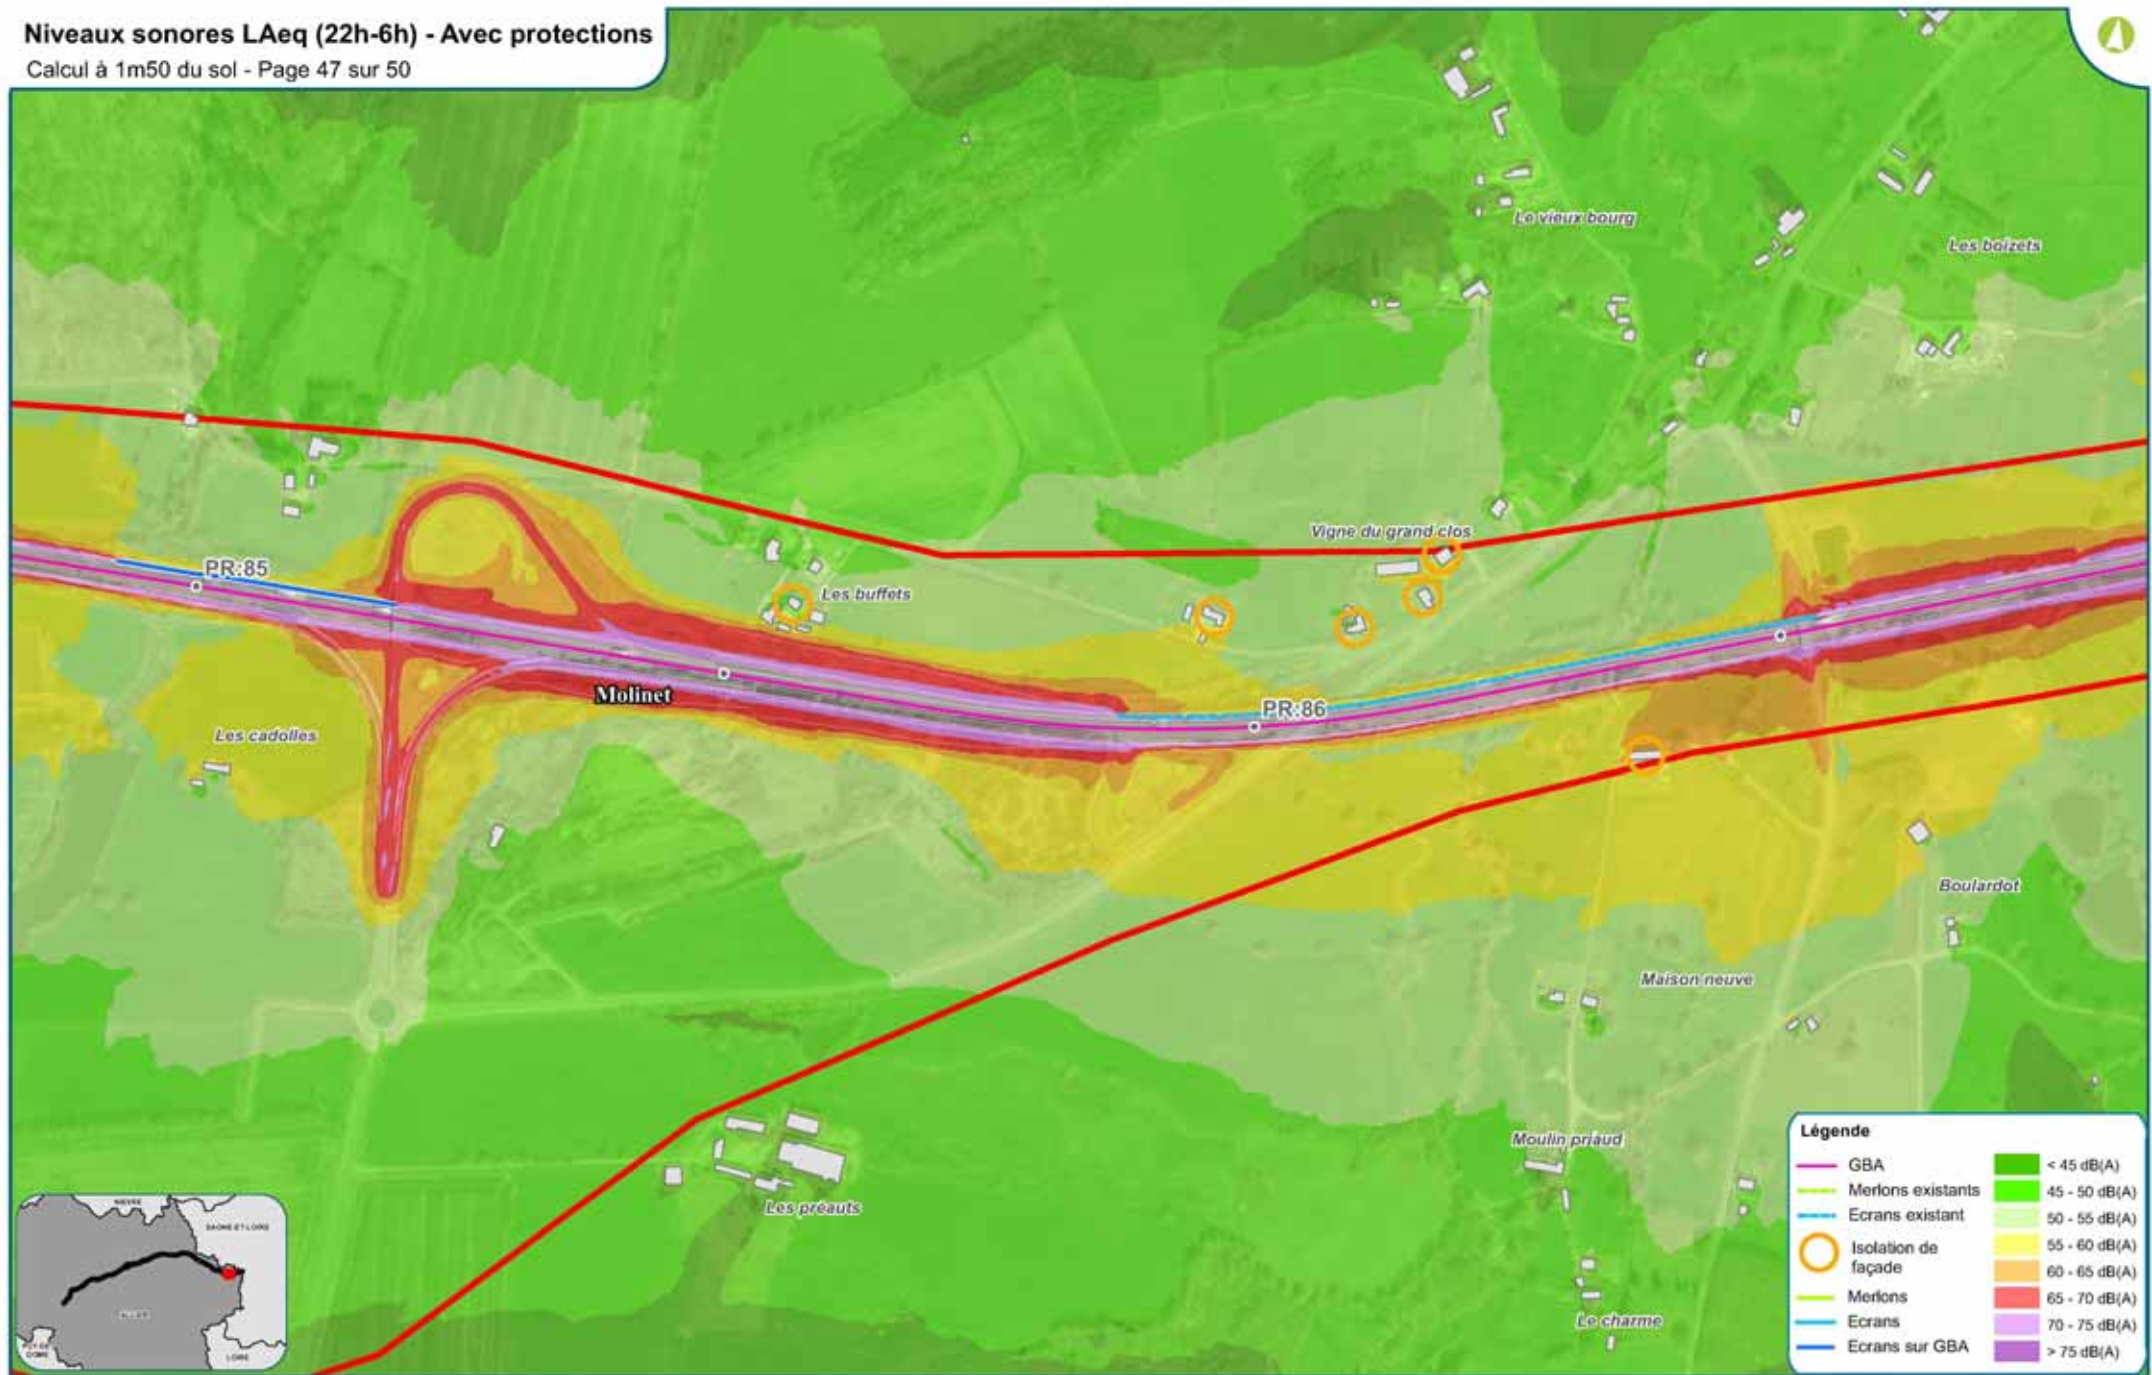 Niveaux sonores LAeq (22h-6h) - Avec protections
Calcul à 1m50 du sol - Page 47 sur 50
Le vieux bourg
Les boizets
Vigne du grand clos
PR:85
Les buffets
Molinet
PR:86
Les cadolles
Boulardot
Maison neuve
Moulin priaud
Les préauts
Le charme
Légende
GBA
Merlons existants
Ecrans existant
Isolation de
façade
Merlons
Ecrans
Ecrans sur GBA
< 45 dB(A)
45 - 50 dB(A)
50 - 55 dB(A)
55 - 60 dB(A)
60 - 65 dB(A)
65 - 70 dB(A)
70 - 75 dB(A)
> 75 dB(A)
NIEVRE
SAONE ET LOIRE
ALLIER
PUY DE
DOME
LOIRE